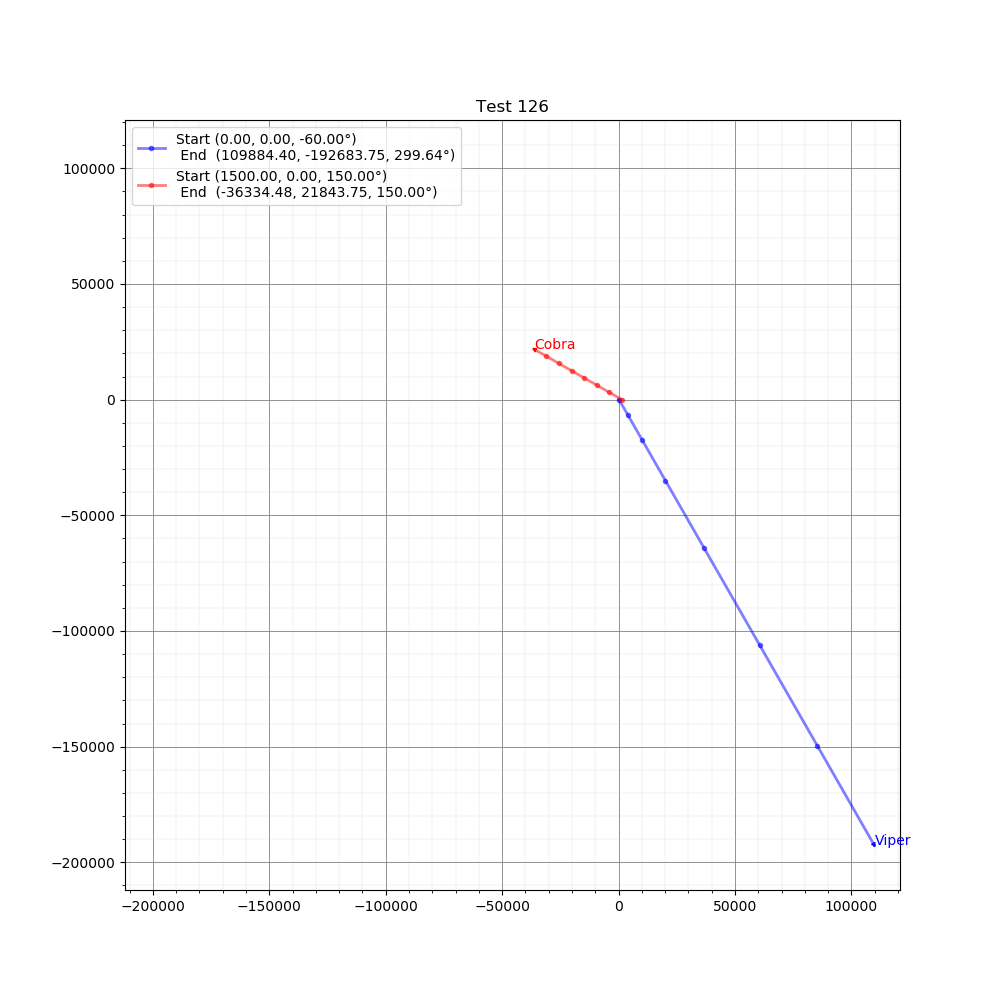 Test 126
Start (0.00, 0.00, -60.00°)
End (109884.40, -192683.75, 299.64°)
Start (1500.00, 0.00, 150.00°)
End (-36334.48, 21843.75, 150.00°)
100000
50000
0
−50000
−100000
−150000
−200000
Cobra
Viper
−200000 −150000 −100000 −50000 0 50000 100000